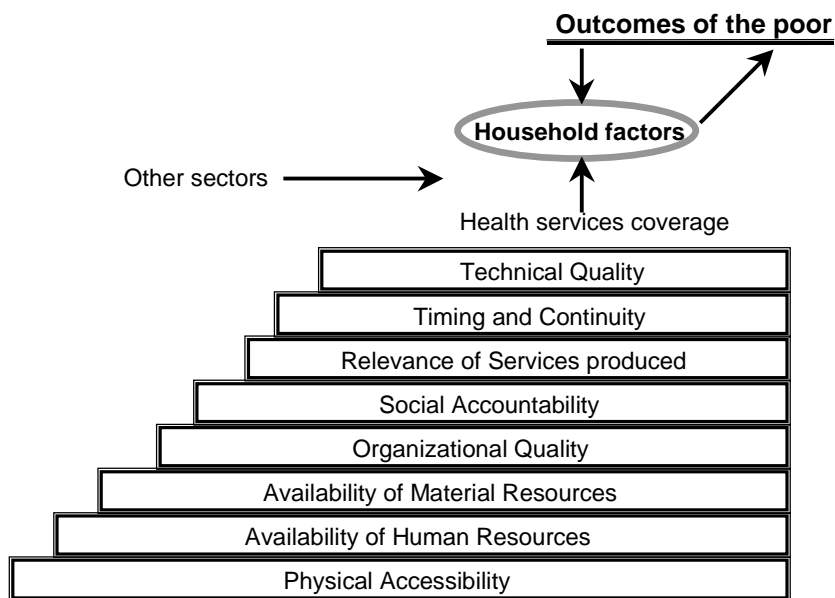 Outcomes of the poor
Household factors
Other sectors
Health services coverage
Technical Quality
Timing and Continuity
Relevance of Services produced
Social Accountability
Organizational Quality
Availability of Material Resources
Availability of Human Resources
Physical Accessibility